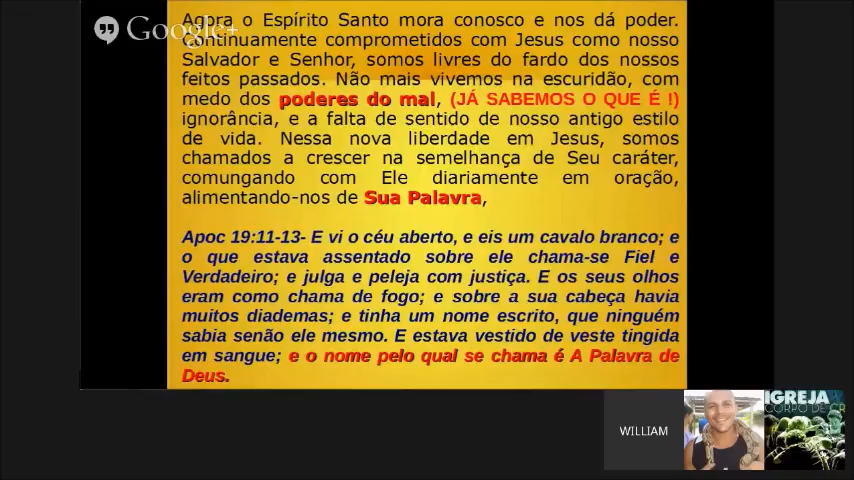 Agora o Espírito Santo mora conosco e nos dá poder.
Google+
Continuamente comprometidos com Jesus como nosso
Salvador e Senhor, somos livres do fardo dos nossos
feitos passados. Não mais vivemos na escuridão, com
medo dos poderes do mal, (JÁ SABEMOS O QUE É !)
ignorância, e a falta de sentido de nosso antigo estilo
de vida. Nessa nova liberdade em Jesus, somos
chamados a crescer na semelhança de Seu caráter,
comungando com Ele diariamente em oração,
alimentando-nos de Sua Palavra,
Apoc 19:11-13- E vi o céu aberto, e eis um cavalo branco; e
o que estava assentado sobre ele chama-se Fiel e
Verdadeiro; e julga e peleja com justiça. E os seus olhos
eram como chama de fogo; e sobre a sua cabeça havia
muitos diademas; e tinha um nome escrito, que ninguém
sabia senão ele mesmo. E estava vestido de veste tingida
em sangue; e o nome pelo qual se chama é A Palavra de
Deus.
WILLIAM
IGREJA
CORPO DE CR